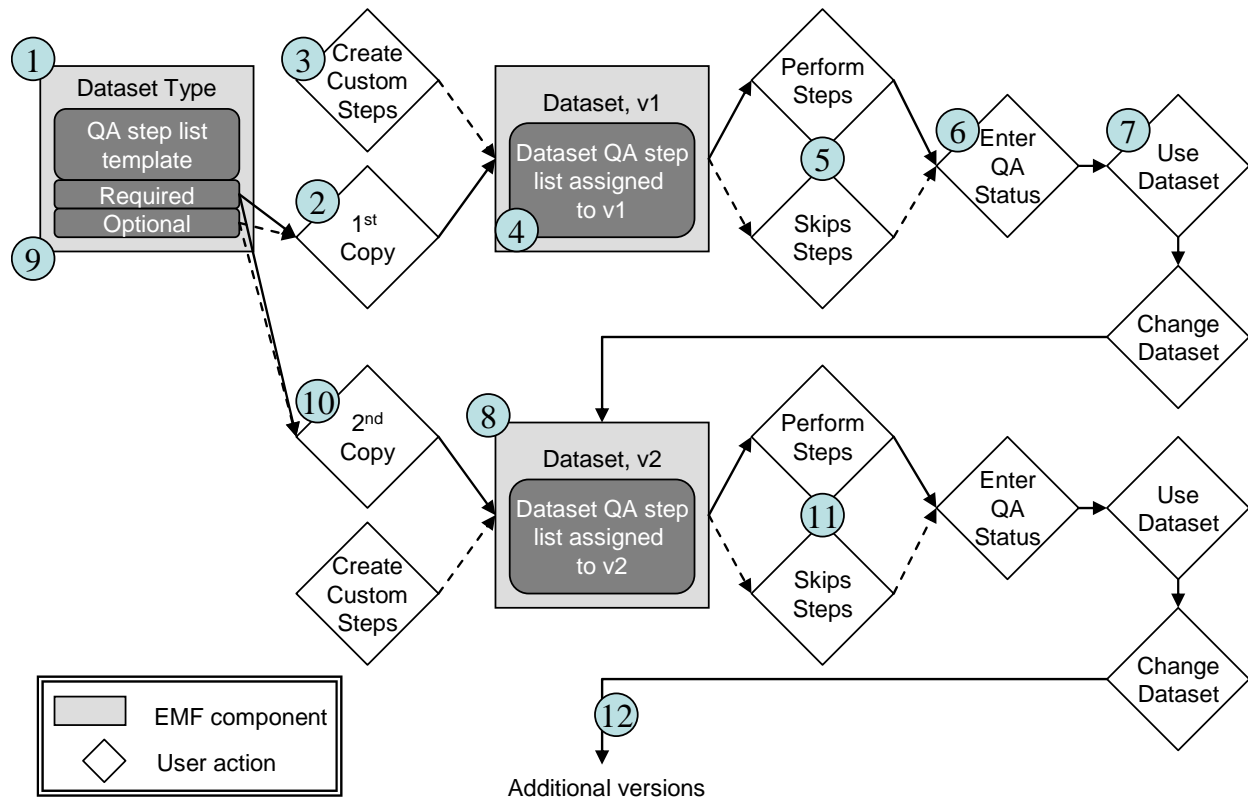 1
Dataset Type
QA step list
template
Required
Optional
9
3
Create
Custom
Steps
2
1st
Copy
Dataset, v1
Dataset QA step
list assigned
to v1
4
Perform
Steps
5
Skips
Steps
6
Enter
QA
Status
7
Use
Dataset
Change
Dataset
10
2nd
Copy
Create
Custom
Steps
8
Dataset, v2
Dataset QA step
list assigned
to v2
Perform
Steps
11
Skips
Steps
Enter
QA
Status
Use
Dataset
Change
Dataset
12
Additional versions
EMF component
User action